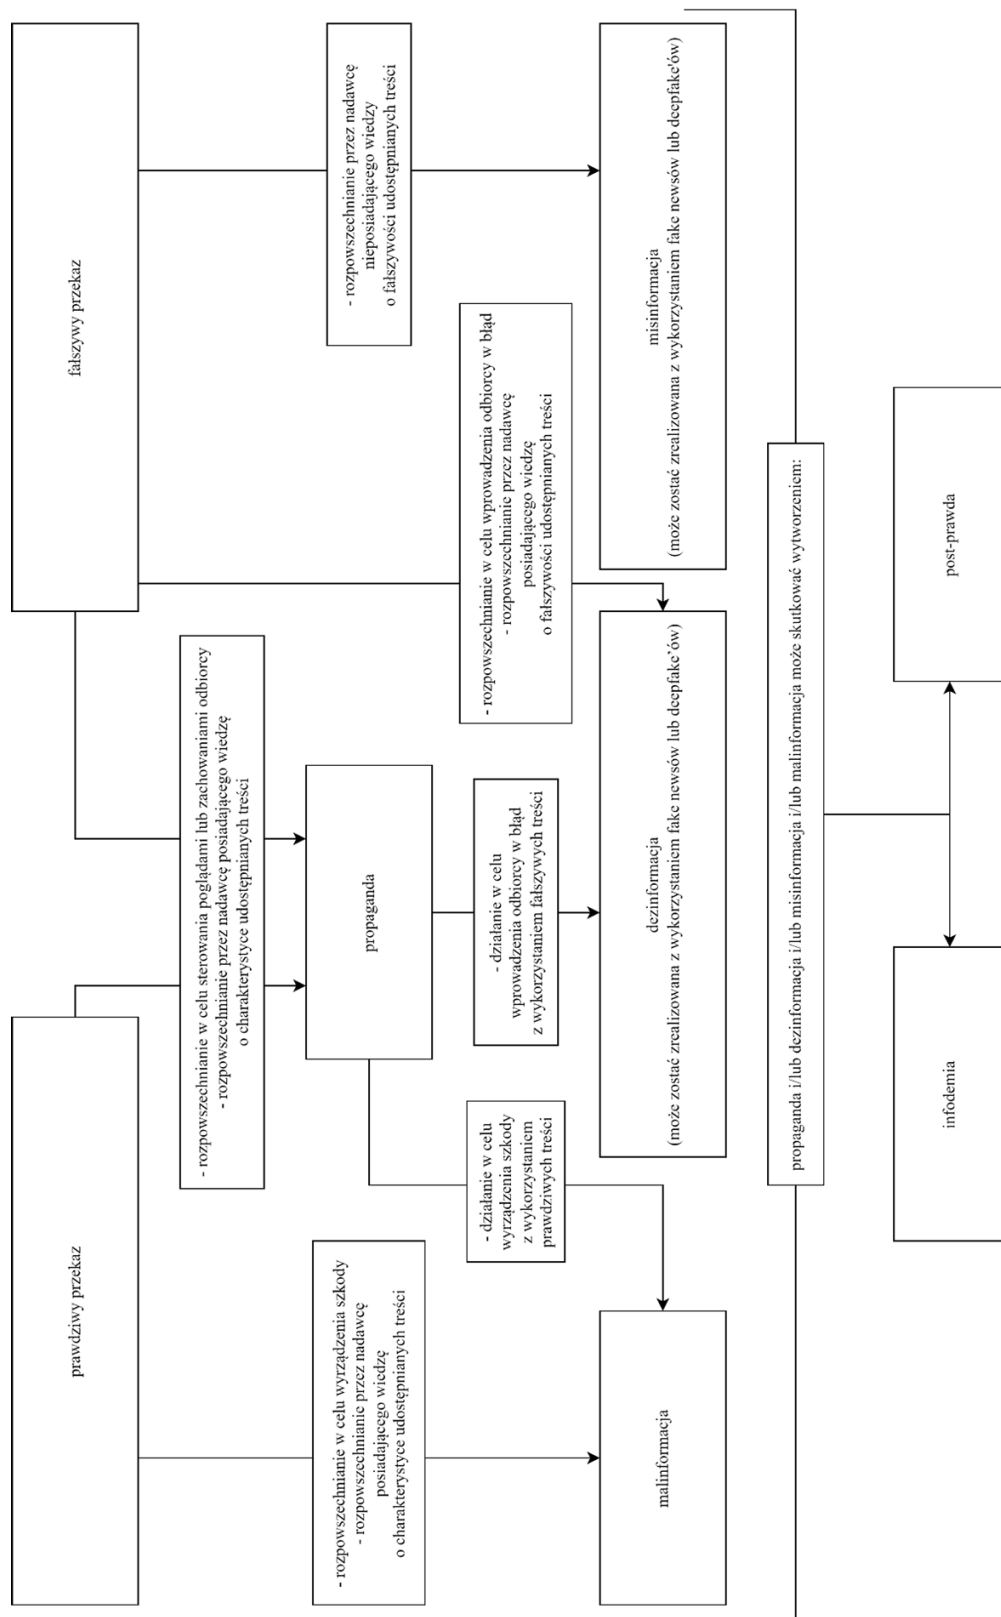 prawdziwy przekaz
fałszywy przekaz
- rozpowszechnianie w celu sterowania poglądami lub zachowaniami odbiorcy
- rozpowszechnianie przez nadawcę posiadającego wiedzę
o charakterystyce udostępnianych treści
- rozpowszechnianie w celu wyrządzenia szkody
- rozpowszechnianie przez nadawcę
posiadającego wiedzę
o charakterystyce udostępnianych treści
propaganda
- rozpowszechnianie przez nadawcę
nieposiadającego wiedzy
o fałszywości udostępnianych treści
- działanie w celu
wyrządzenia szkody
z wykorzystaniem
prawdziwych treści
- działanie w celu
wprowadzenia odbiorcy w błąd
z wykorzystaniem fałszywych treści
- rozpowszechnianie w celu wprowadzenia odbiorcy w błąd
- rozpowszechnianie przez nadawcę
posiadającego wiedzę
o fałszywości udostępnianych treści
malinformacja
dezinformacja
(może zostać zrealizowana z wykorzystaniem fake newsów lub deepfake’ów)
misinformacja
(może zostać zrealizowana z wykorzystaniem fake newsów lub deepfake'ów)
propaganda i/lub dezinformacja i/lub misinformacja i/lub malinformacja może skutkować wytworzeniem:
infodemia
post-prawda